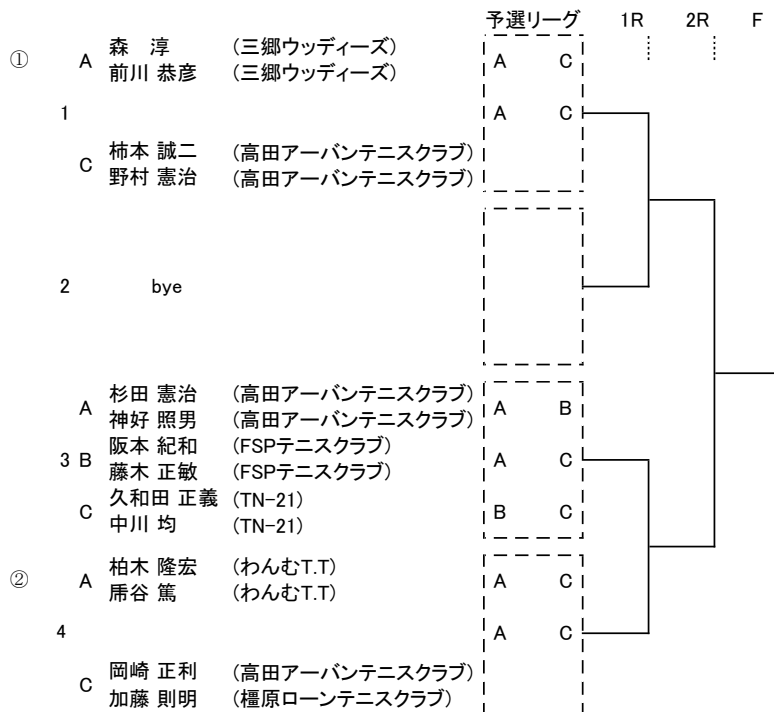 予選リーグ 1R 2R F
① A 森 淳 (三郷ウッディーズ) A C
前川 恭彦 (三郷ウッディーズ)
1 A C
C 柿本 誠二 (高田アーバンテニスクラブ)
野村 憲治 (高田アーバンテニスクラブ)
2 bye
A 杉田 憲治 (高田アーバンテニスクラブ) A B
神好 照男 (高田アーバンテニスクラブ)
3 B 阪本 紀和 (FSPテニスクラブ) A C
藤木 正敏 (FSPテニスクラブ)
C 久和田 正義 (TN-21) B C
中川 均 (TN-21)
② A 柏木 隆宏 (わんむT.T) A C
谷 篤 (わんむT.T)
4 A C
C 岡崎 正利 (高田アーバンテニスクラブ)
加藤 則明 (橿原ローンテニスクラブ)